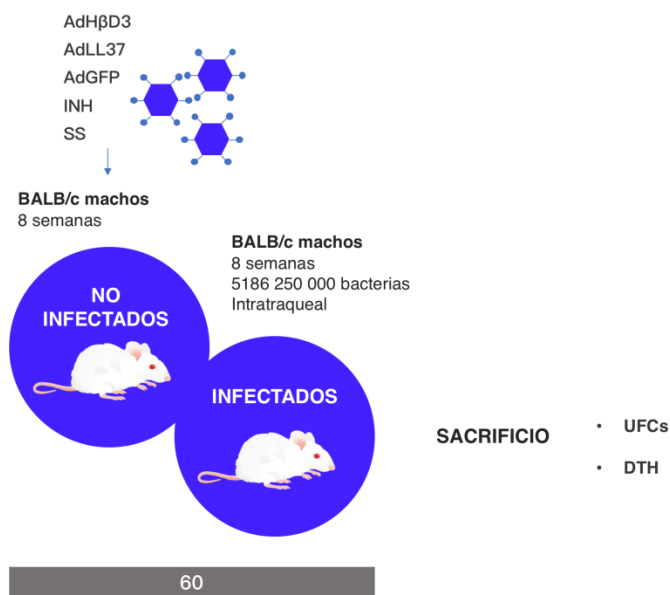 AdHβD3
AdLL37
AdGFP
INH
SS
BALB/c machos
8 semanas
NO
INFECTADOS
BALB/c machos
8 semanas
5186 250 000 bacterias
Intratraqueal
INFECTADOS
SACRIFICIO
• UFCs
• DTH
60